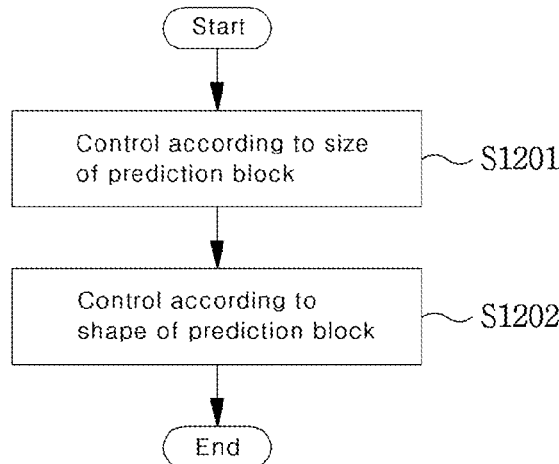 Start
Control according to size
of prediction block
S1201
Control according to
shape of prediction block
S1202
End